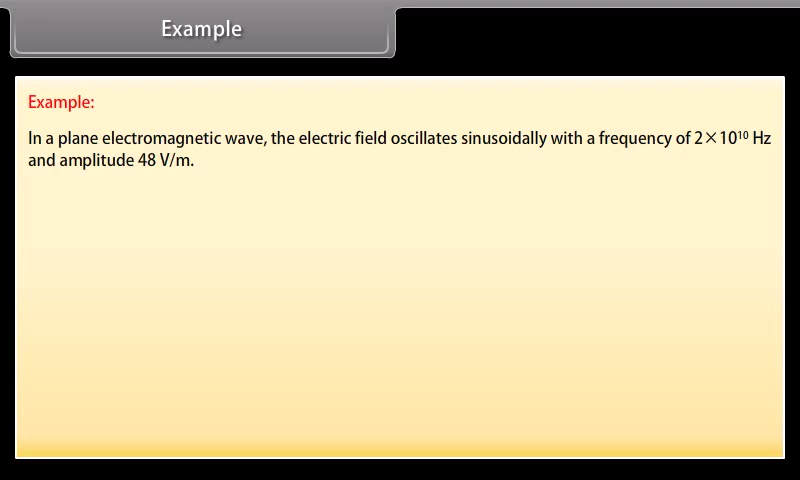 Example
Example:
In a plane electromagnetic wave, the electric field oscillates sinusoidally with a frequency of 2×10¹⁰ Hz
and amplitude 48 V/m.